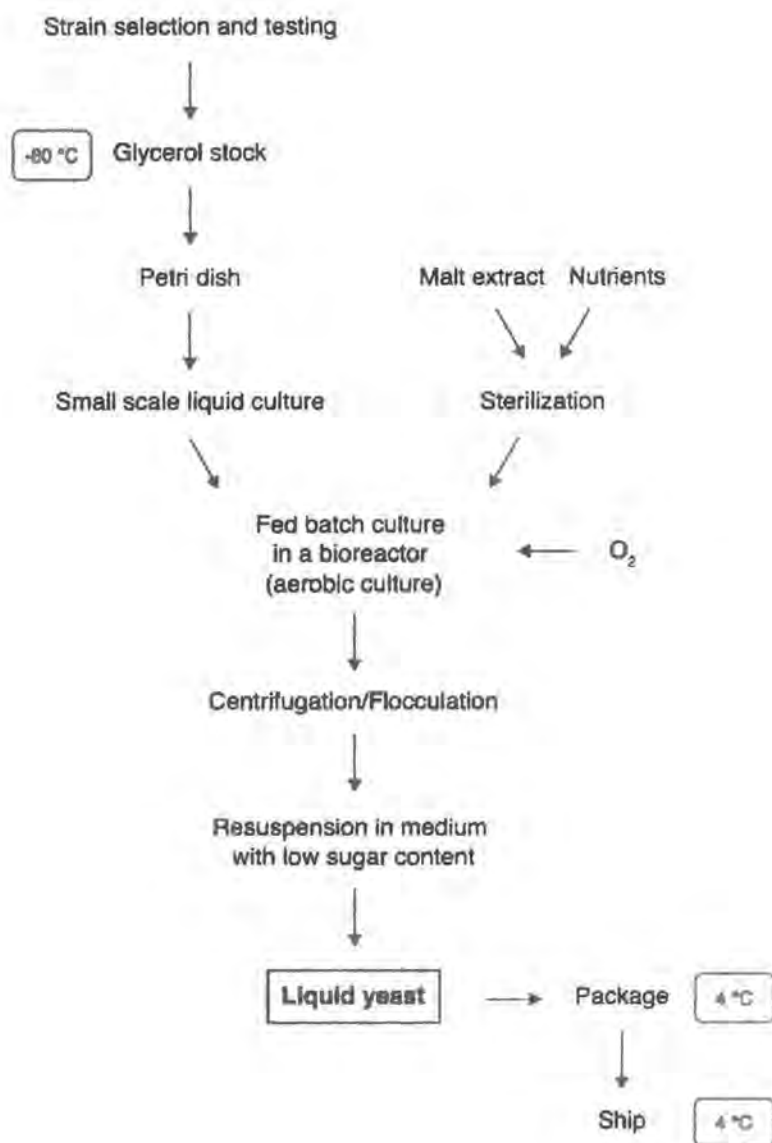 Strain selection and testing
-80 °C
Glycerol stock
Petri dish
Malt extract
Nutrients
Small scale liquid culture
Sterilization
Fed batch culture
in a bioreactor
(aerobic culture)
O₂
Centrifugation/Flocculation
Resuspension in medium
with low sugar content
Liquid yeast
Package
4 °C
Ship
4 °C